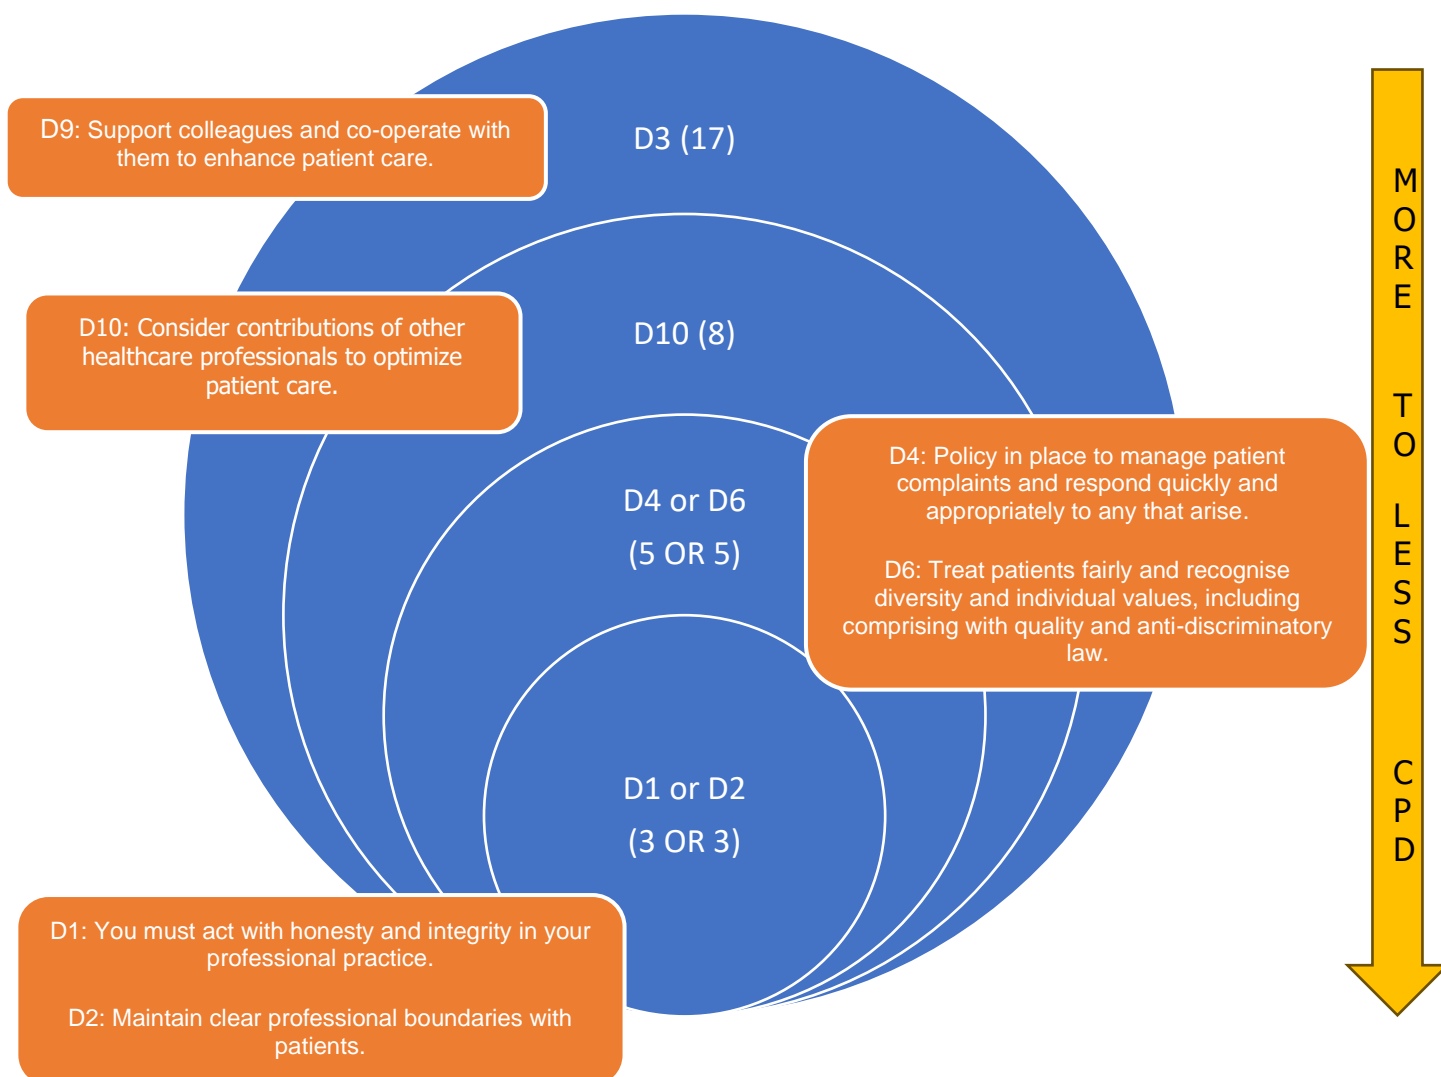 D9: Support colleagues and co-operate with
them to enhance patient care.
D3 (17)
D10: Consider contributions of other
healthcare professionals to optimize
patient care.
D10 (8)
D4 or D6
(5 OR 5)
D4: Policy in place to manage patient
complaints and respond quickly and
appropriately to any that arise.
D6: Treat patients fairly and recognise
diversity and individual values, including
comprising with quality and anti-discriminatory
law.
D1 or D2
(3 OR 3)
D1: You must act with honesty and integrity in your
professional practice.
D2: Maintain clear professional boundaries with
patients.
M
O
R
E
T
O
L
E
S
S
C
P
D